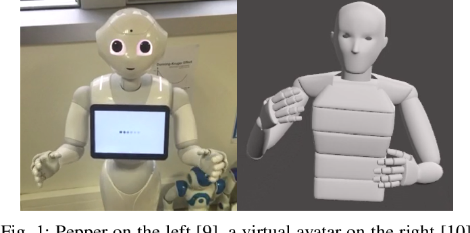 Fig. 1: Pepper on the left [9], a virtual avatar on the right [10]